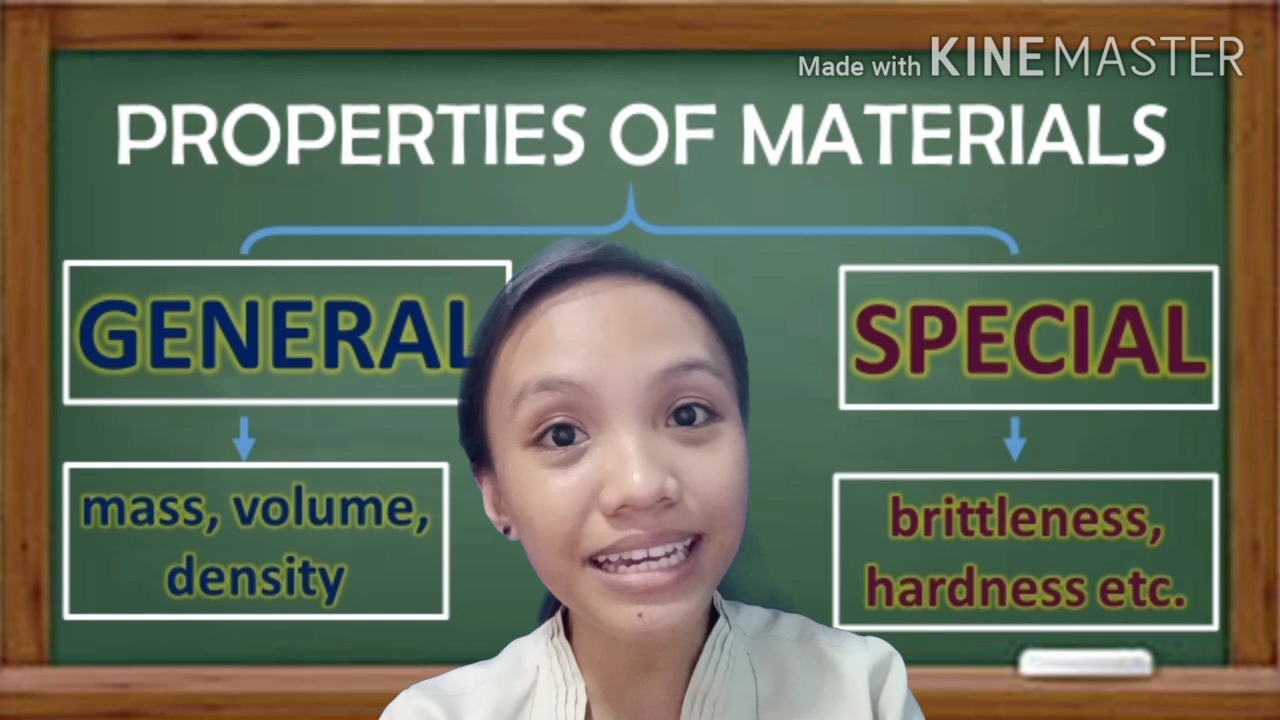 Made with KINEMASTER
PROPERTIES OF MATERIALS
GENERAL
SPECIAL
mass, volume,
density
brittleness,
hardness etc.